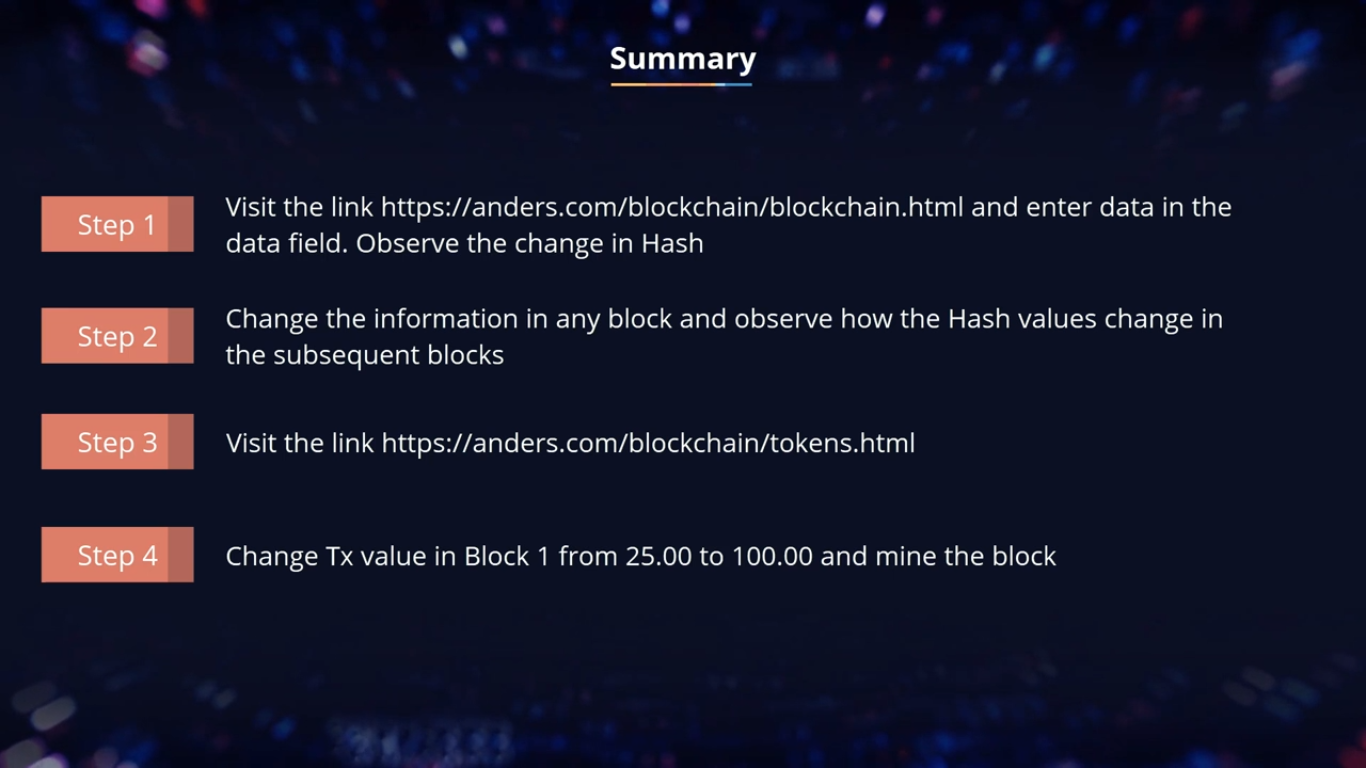 Summary
Step 1
Visit the link https://anders.com/blockchain/blockchain.html and enter data in the
data field. Observe the change in Hash
Step 2
Change the information in any block and observe how the Hash values change in
the subsequent blocks
Step 3
Visit the link https://anders.com/blockchain/tokens.html
Step 4
Change Tx value in Block 1 from 25.00 to 100.00 and mine the block